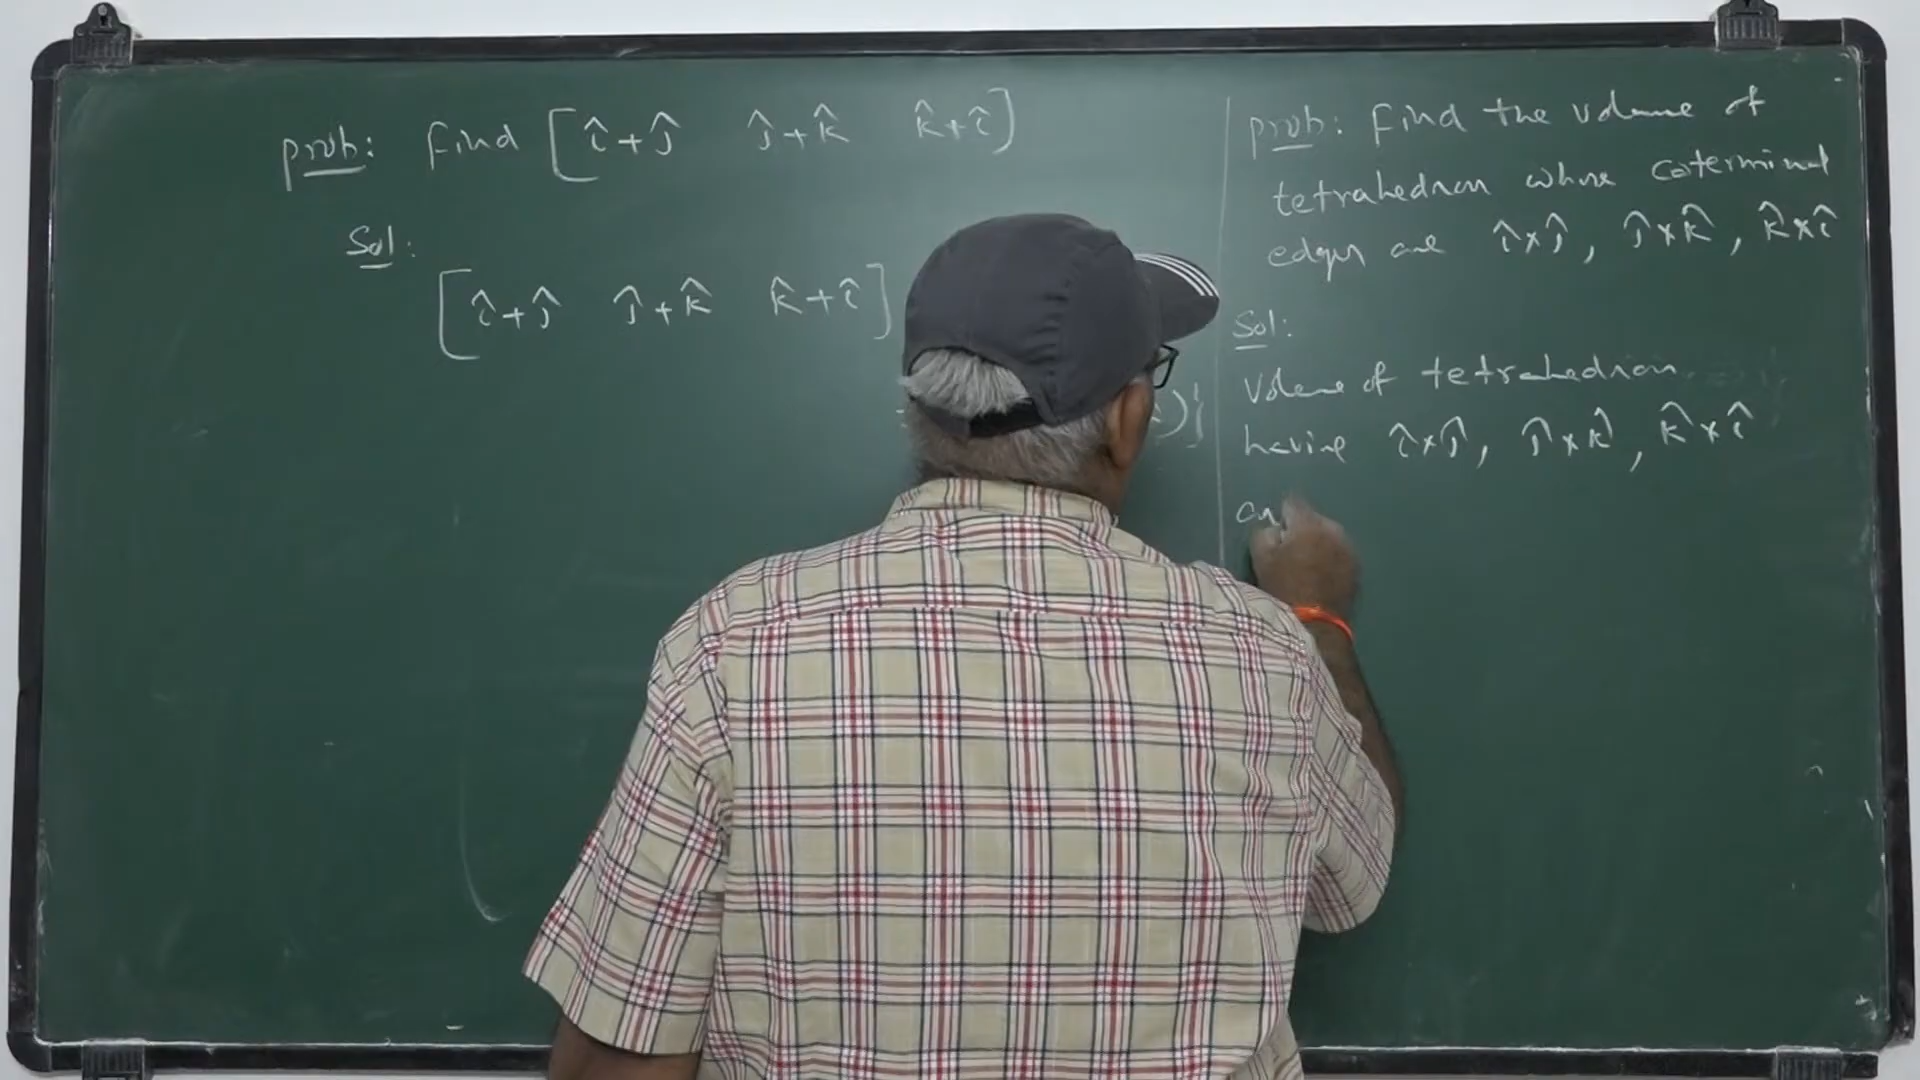 prob: Find [î+ĵ ĵ+k̂ k̂+î]
Sol:
[î+ĵ ĵ+k̂ k̂+î]
)}
prob: Find the volume of
tetrahedron whose coterminal
edges are î×ĵ, ĵ×k̂, k̂×î
Sol:
Volume of tetrahedron
having î×ĵ, ĵ×k̂, k̂×î